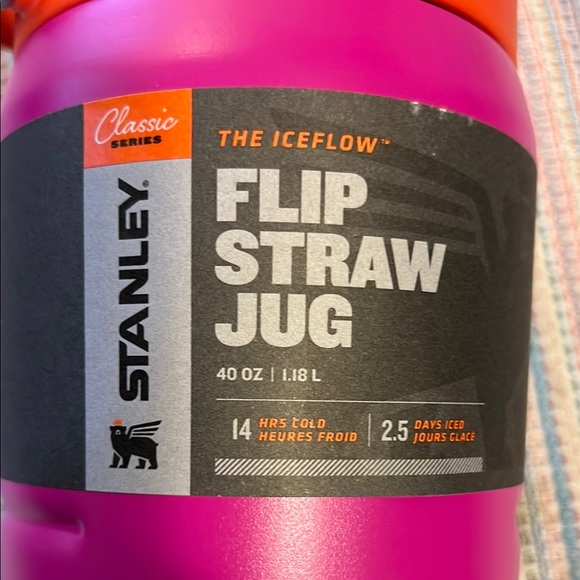 Classic
SERIES
STANLEY®
THE ICEFLOW™
FLIP
STRAW
JUG
40 OZ | 1.18 L
14 HRS COLD
HEURES FROID
2.5 DAYS ICED
JOURS GLACÉ